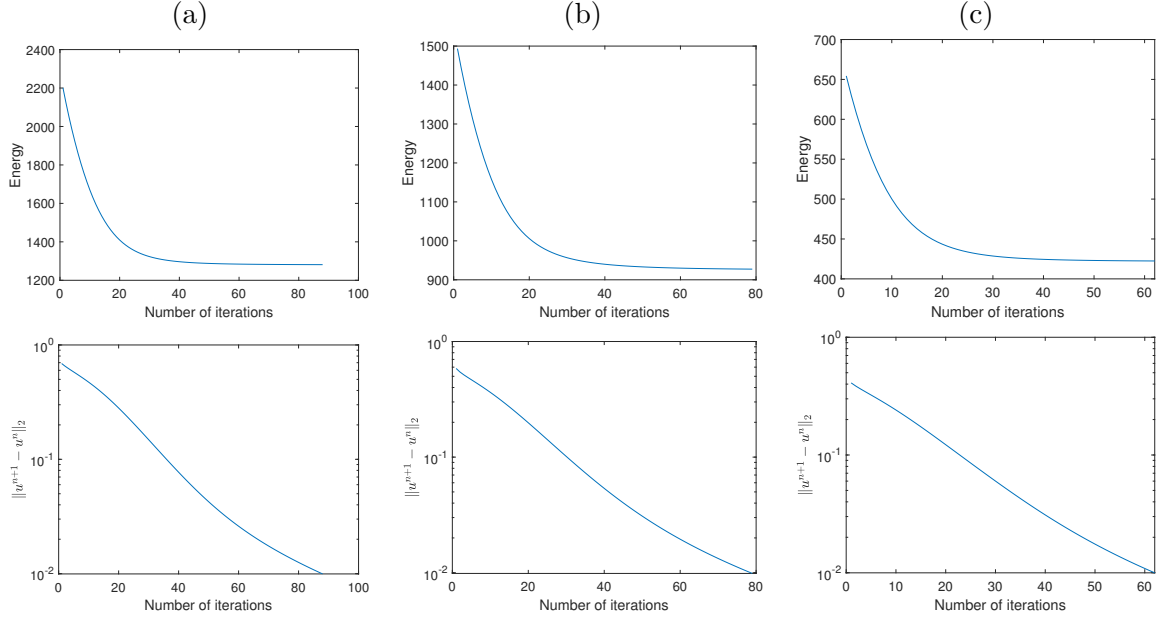 (a)
(b)
(c)
2400
2200
2000
1800
1600
1400
1200
Energy
0 20 40 60 80 100
Number of iterations
1500
1400
1300
1200
1100
1000
900
Energy
0 20 40 60 80
Number of iterations
700
650
600
550
500
450
400
Energy
0 10 20 30 40 50 60
Number of iterations
10^0
10^-1
10^-2
||u^{n+1} − u^n||_2
0 20 40 60 80 100
Number of iterations
10^0
10^-1
10^-2
||u^{n+1} − u^n||_2
0 20 40 60 80
Number of iterations
10^0
10^-1
10^-2
||u^{n+1} − u^n||_2
0 10 20 30 40 50 60
Number of iterations